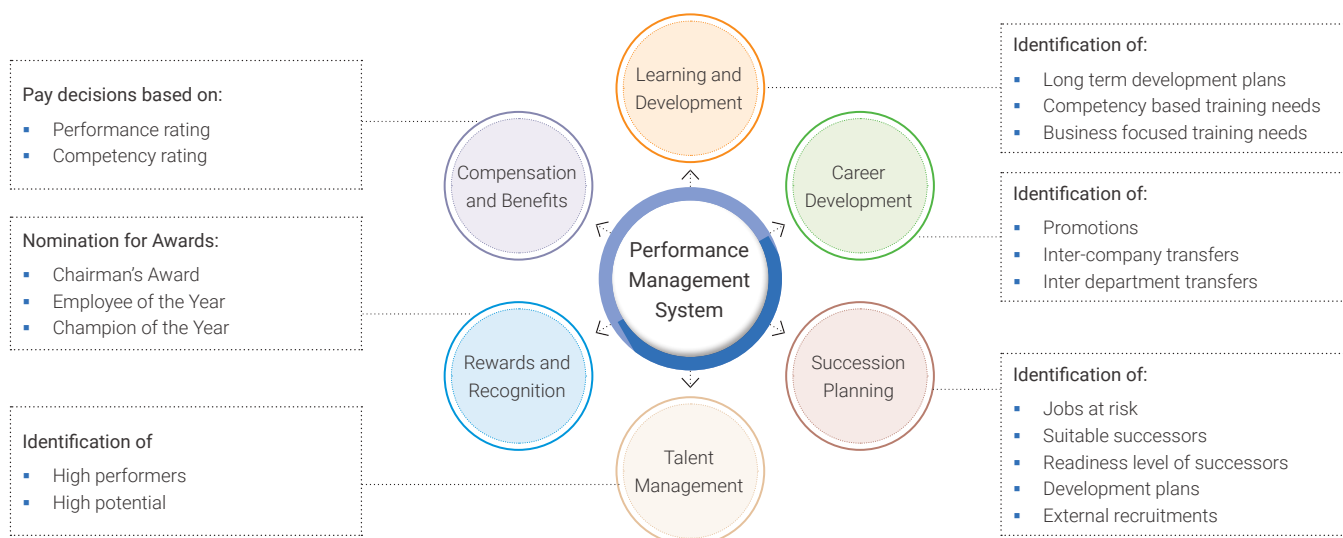 Pay decisions based on:
Performance rating
Competency rating
Nomination for Awards:
Chairman’s Award
Employee of the Year
Champion of the Year
Identification of
High performers
High potential
Learning and
Development
Compensation
and Benefits
Career
Development
Performance
Management
System
Rewards and
Recognition
Succession
Planning
Talent
Management
Identification of:
Long term development plans
Competency based training needs
Business focused training needs
Identification of:
Promotions
Inter-company transfers
Inter department transfers
Identification of:
Jobs at risk
Suitable successors
Readiness level of successors
Development plans
External recruitments